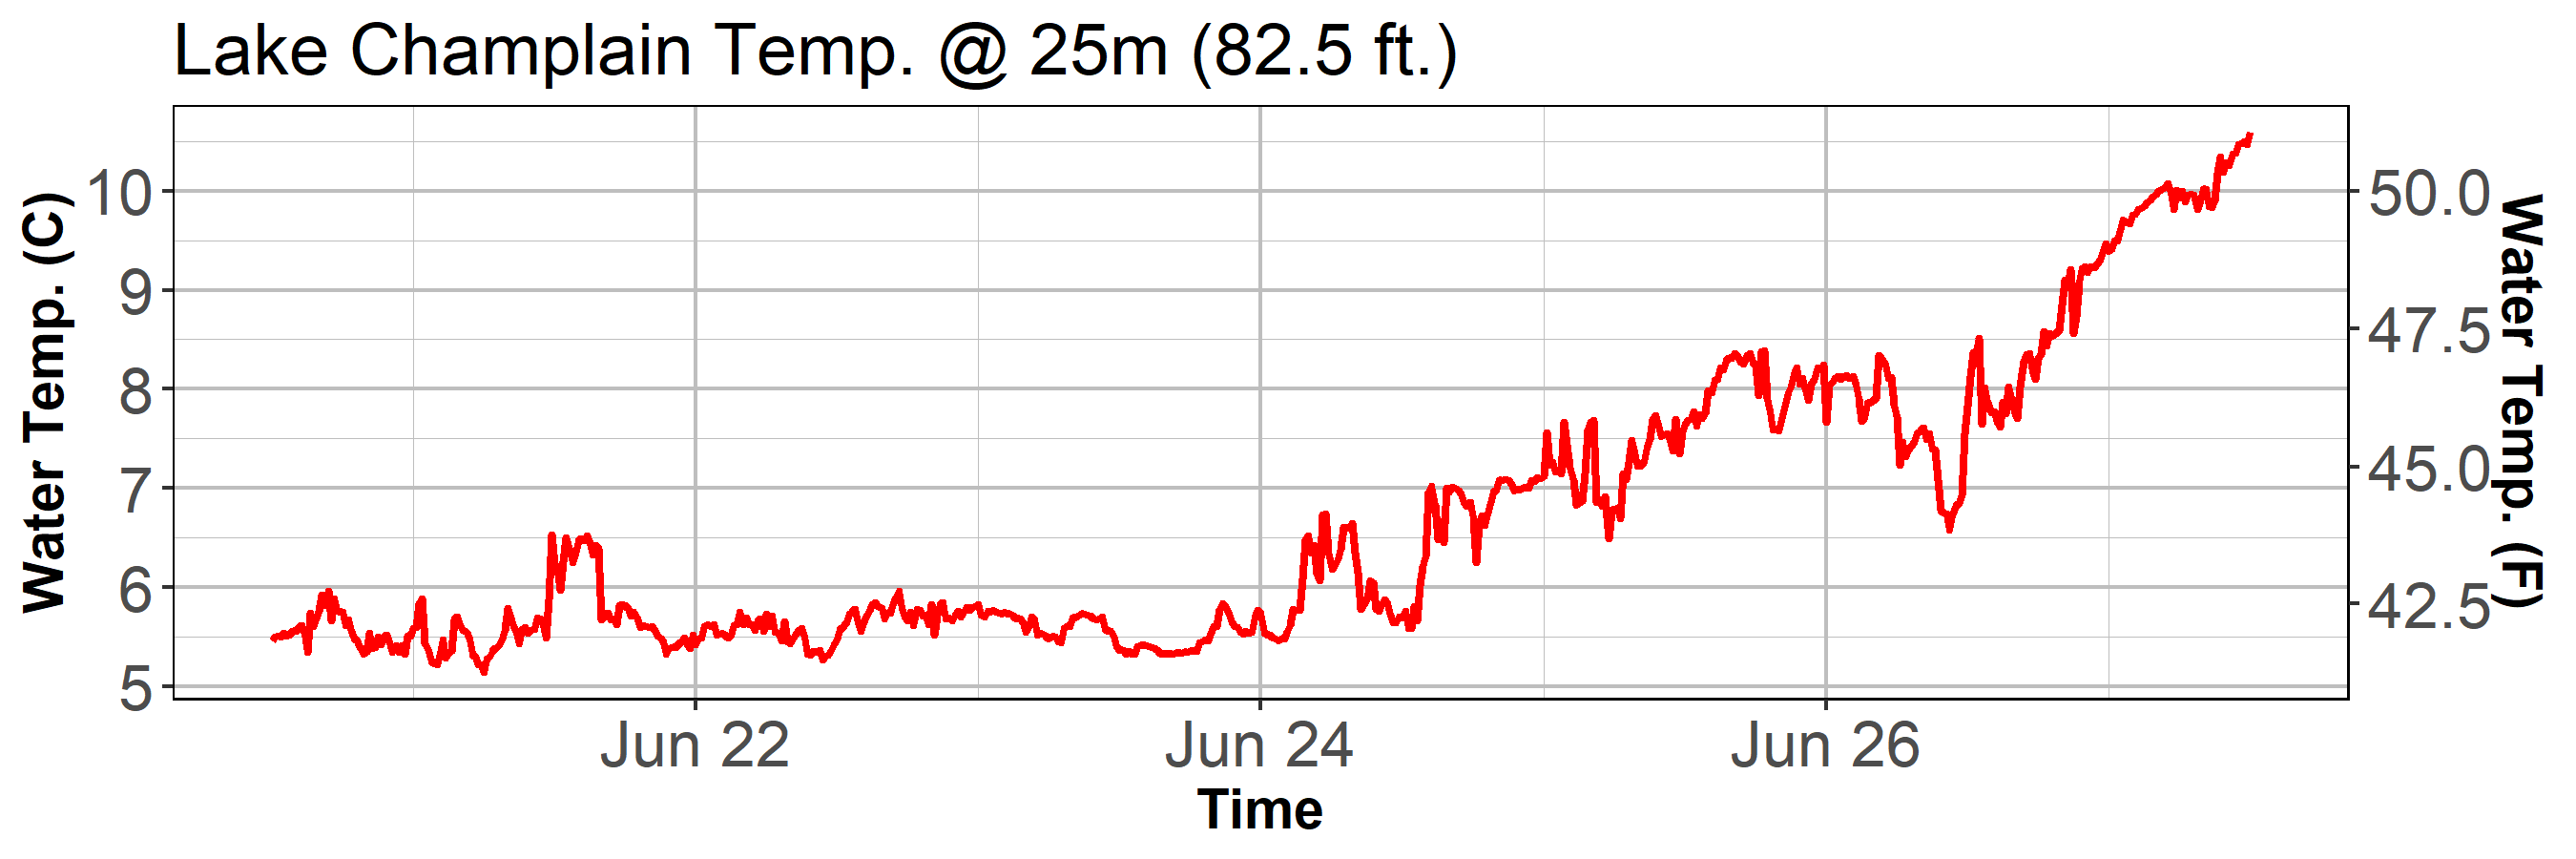 Lake Champlain Temp. @ 25m (82.5 ft.)
Water Temp. (C)
10
9
8
7
6
5
50.0
47.5
45.0
42.5
Water Temp. (F)
Jun 22
Jun 24
Jun 26
Time